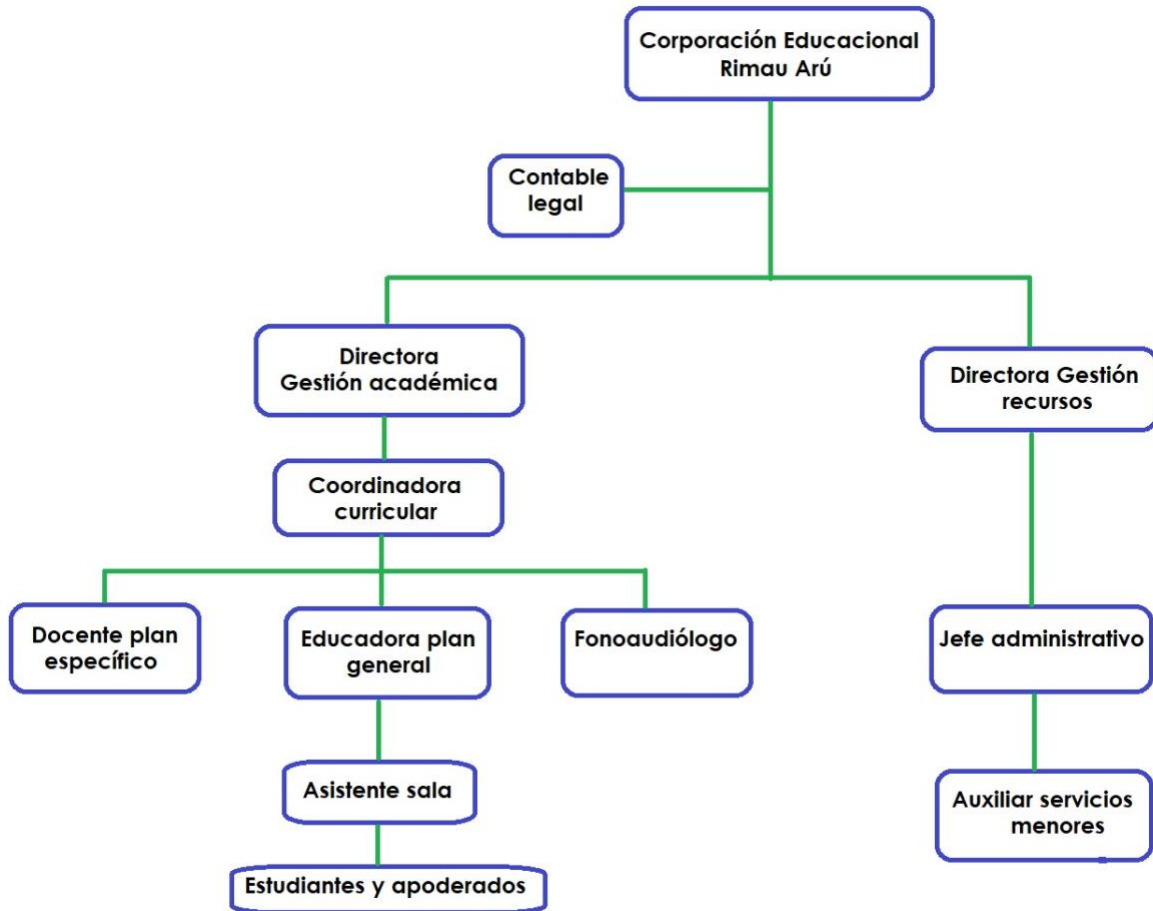 Corporación Educacional
Rimau Arú
Contable
legal
Directora
Gestión académica
Directora Gestión
recursos
Coordinadora
curricular
Docente plan
específico
Educadora plan
general
Fonoaudiólogo
Jefe administrativo
Asistente sala
Auxiliar servicios
menores
Estudiantes y apoderados